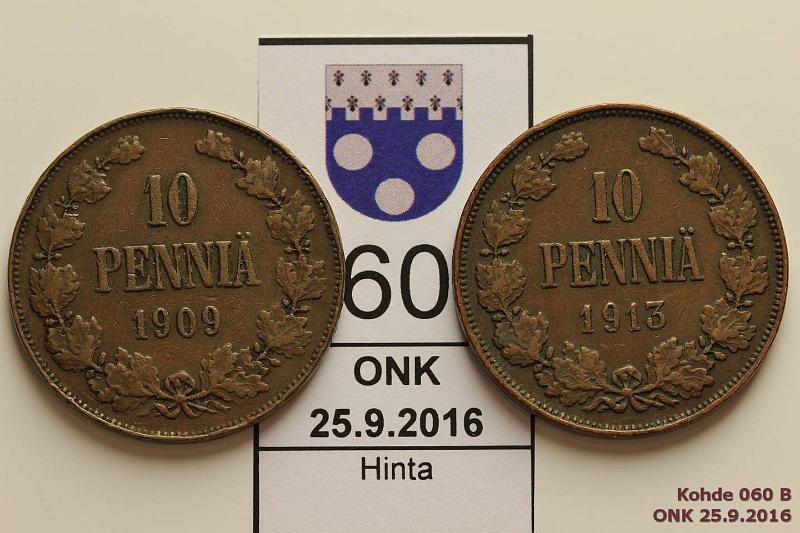 10
PENNIÄ
1909
60
ONK
25.9.2016
Hinta
10
PENNIÄ
1913
Kohde 060 B
ONK 25.9.2016